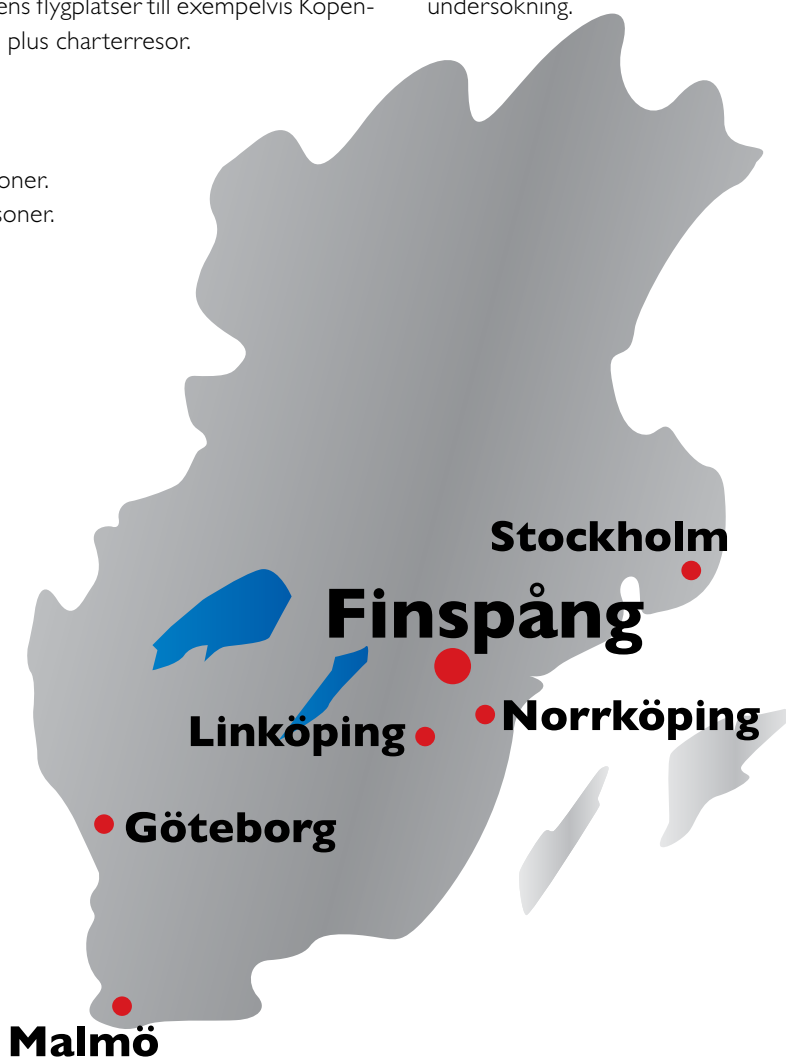 ens flygplatser till exempelvis Köpen-
plus charterresor.
oner.
soner.
undersökning.
Stockholm
Finspång
Norrköping
Linköping
Göteborg
Malmö